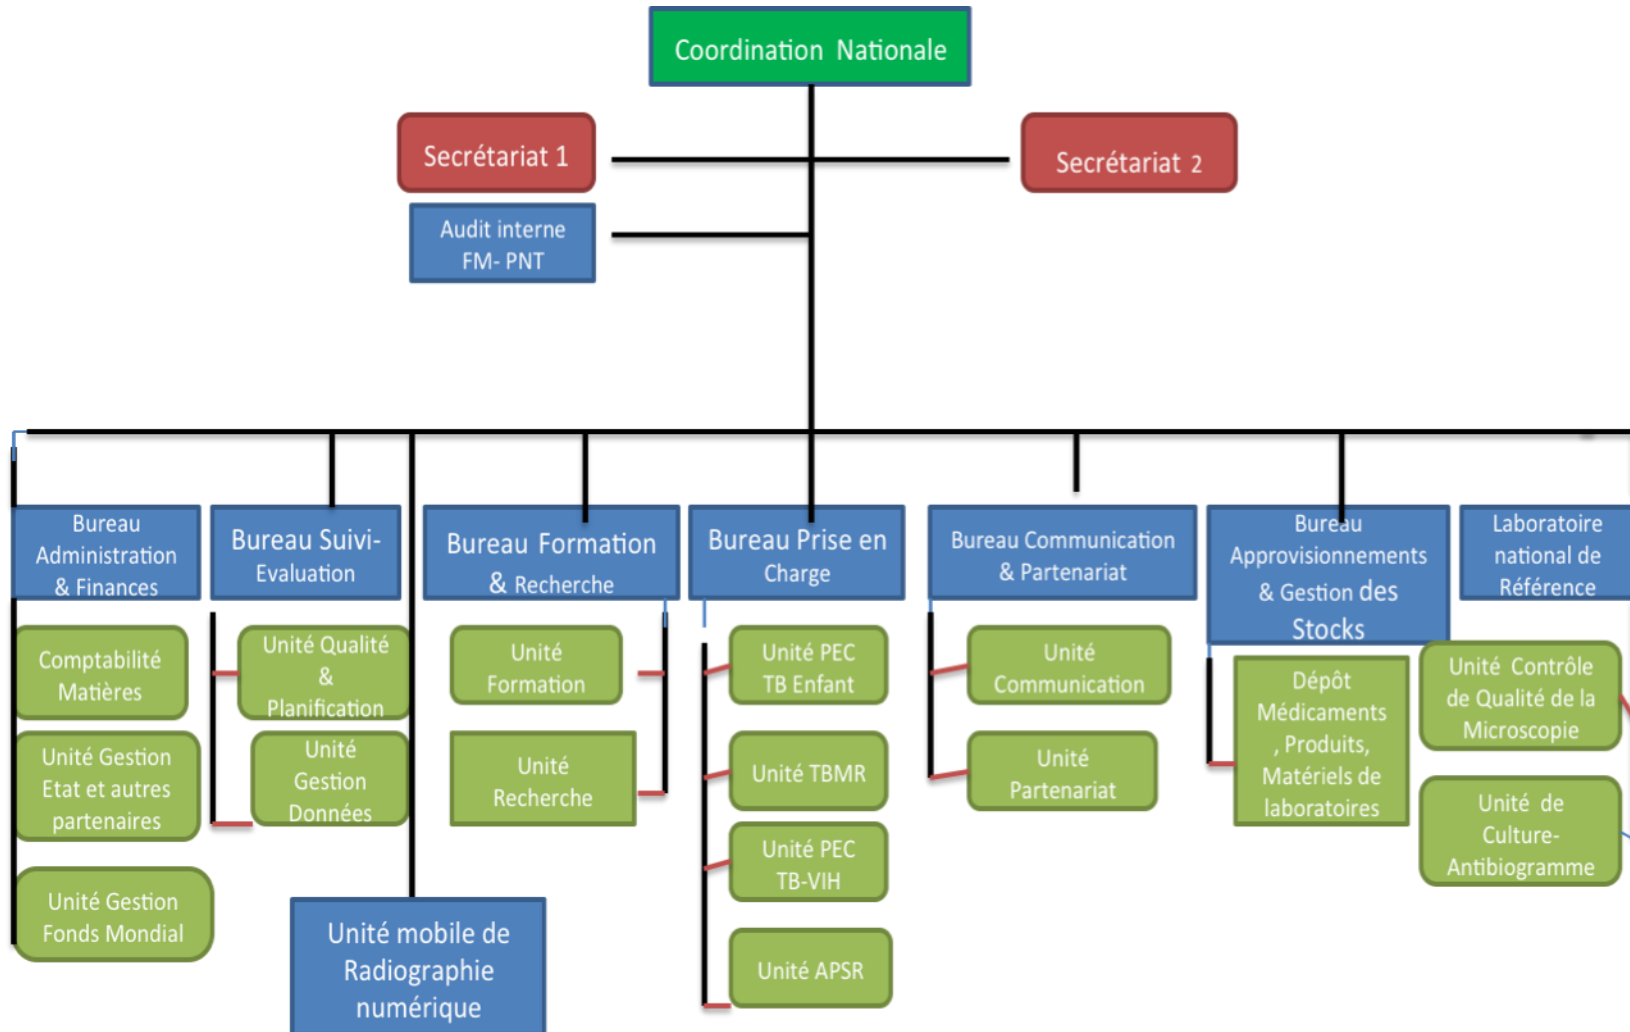 Coordination Nationale
Secrétariat 1
Secrétariat 2
Audit interne
FM- PNT
Bureau
Administration
& Finances
Bureau Suivi-
Evaluation
Bureau Formation
& Recherche
Bureau Prise en
Charge
Bureau Communication
& Partenariat
Bureau
Approvisionnements
& Gestion des
Stocks
Laboratoire
national de
Référence
Comptabilité
Matières
Unité Gestion
Etat et autres
partenaires
Unité Gestion
Fonds Mondial
Unité Qualité
&
Planification
Unité
Gestion
Données
Unité mobile de
Radiographie
numérique
Unité
Formation
Unité
Recherche
Unité PEC
TB Enfant
Unité TBMR
Unité PEC
TB-VIH
Unité APSR
Unité
Communication
Unité
Partenariat
Dépôt
Médicaments
, Produits,
Matériels de
laboratoires
Unité Contrôle
de Qualité de la
Microscopie
Unité de
Culture-
Antibiogramme